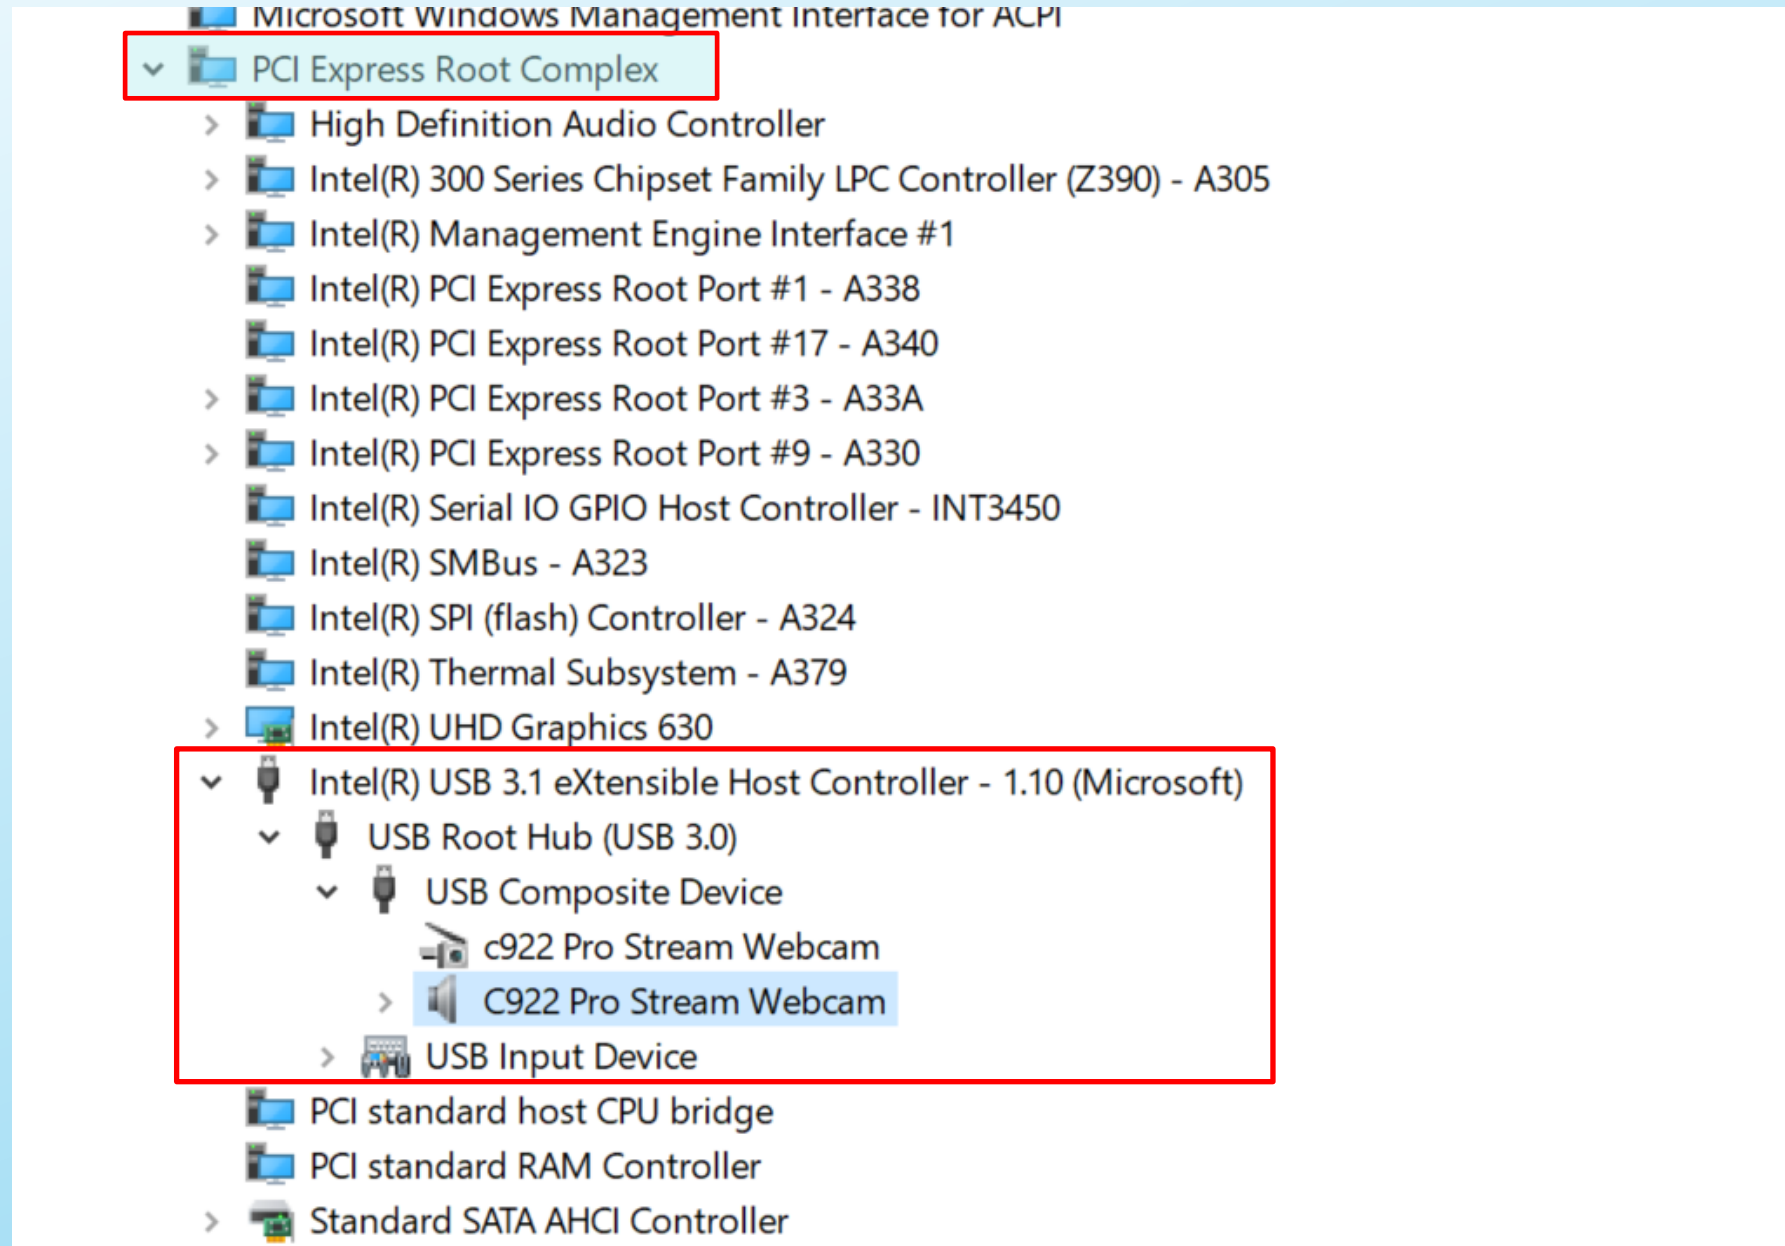 Microsoft Windows Management Interface for ACPI
PCI Express Root Complex
High Definition Audio Controller
Intel(R) 300 Series Chipset Family LPC Controller (Z390) - A305
Intel(R) Management Engine Interface #1
Intel(R) PCI Express Root Port #1 - A338
Intel(R) PCI Express Root Port #17 - A340
Intel(R) PCI Express Root Port #3 - A33A
Intel(R) PCI Express Root Port #9 - A330
Intel(R) Serial IO GPIO Host Controller - INT3450
Intel(R) SMBus - A323
Intel(R) SPI (flash) Controller - A324
Intel(R) Thermal Subsystem - A379
Intel(R) UHD Graphics 630
Intel(R) USB 3.1 eXtensible Host Controller - 1.10 (Microsoft)
USB Root Hub (USB 3.0)
USB Composite Device
c922 Pro Stream Webcam
C922 Pro Stream Webcam
USB Input Device
PCI standard host CPU bridge
PCI standard RAM Controller
Standard SATA AHCI Controller